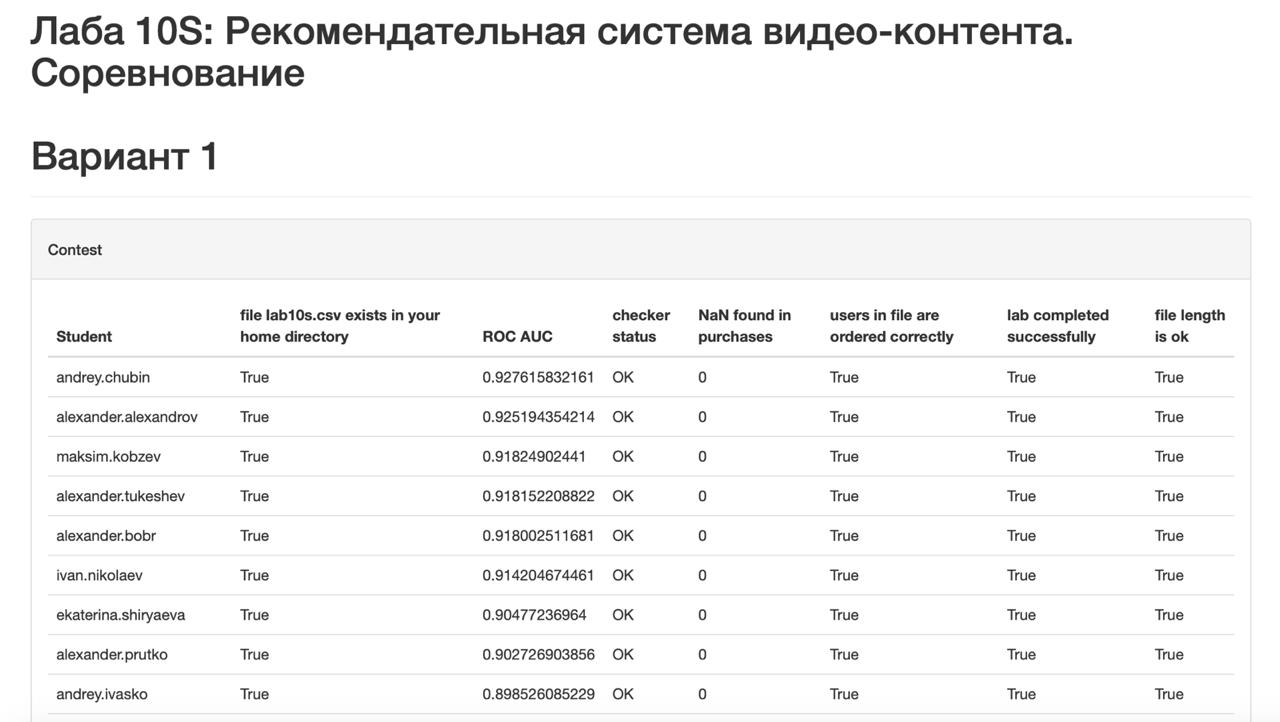 Лаба 10S: Рекомендательная система видео-контента.
Соревнование
Вариант 1
Contest
Student file lab10s.csv exists in your home directory ROC AUC checker status NaN found in purchases users in file are ordered correctly lab completed successfully file length is ok
andrey.chubin True 0.927615832161 OK 0 True True True
alexander.alexandrov True 0.925194354214 OK 0 True True True
maksim.kobzev True 0.91824902441 OK 0 True True True
alexander.tukeshev True 0.918152208822 OK 0 True True True
alexander.bobr True 0.918002511681 OK 0 True True True
ivan.nikolaev True 0.914204674461 OK 0 True True True
ekaterina.shiryaeva True 0.90477236964 OK 0 True True True
alexander.prutko True 0.902726903856 OK 0 True True True
andrey.ivasko True 0.898526085229 OK 0 True True True